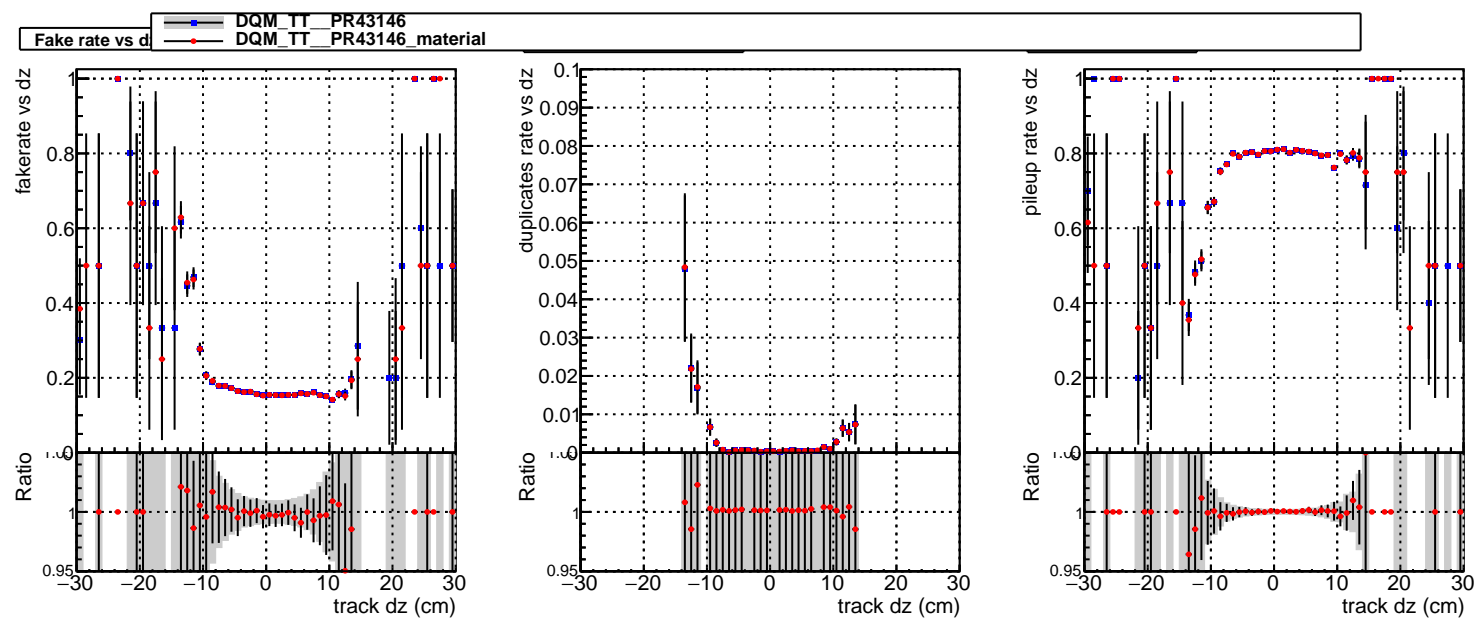 DQM_TT__PR43146
DQM_TT__PR43146_material
Fake rate vs dz
fakerate vs dz
1
0.8
0.6
0.4
0.2
0
Ratio
1
0.95
−30 −20 −10 0 10 20 30
track dz (cm)
duplicates rate vs dz
0.1
0.09
0.08
0.07
0.06
0.05
0.04
0.03
0.02
0.01
0
Ratio
1
0.95
−30 −20 −10 0 10 20 30
track dz (cm)
pileup rate vs dz
1
0.8
0.6
0.4
0.2
0
Ratio
1
0.95
−30 −20 −10 0 10 20 30
track dz (cm)